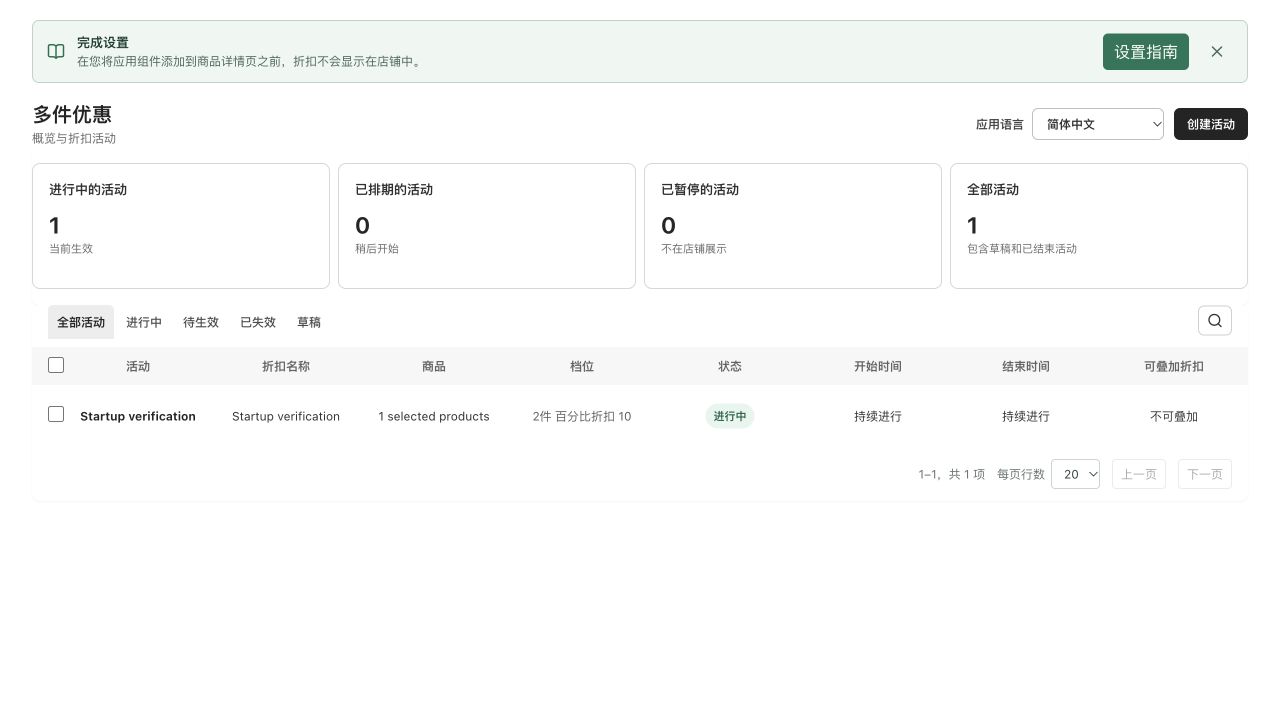 完成设置
在您将应用组件添加到商品详情页之前，折扣不会显示在店铺中。
设置指南
多件优惠
概览与折扣活动
应用语言 简体中文 创建活动
进行中的活动
1
当前生效
已排期的活动
0
稍后开始
已暂停的活动
0
不在店铺展示
全部活动
1
包含草稿和已结束活动
全部活动 进行中 待生效 已失效 草稿
活动 折扣名称 商品 档位 状态 开始时间 结束时间 可叠加折扣
Startup verification Startup verification 1 selected products 2件 百分比折扣 10 进行中 持续进行 持续进行 不可叠加
1–1，共 1 项 每页行数 20 上一页 下一页